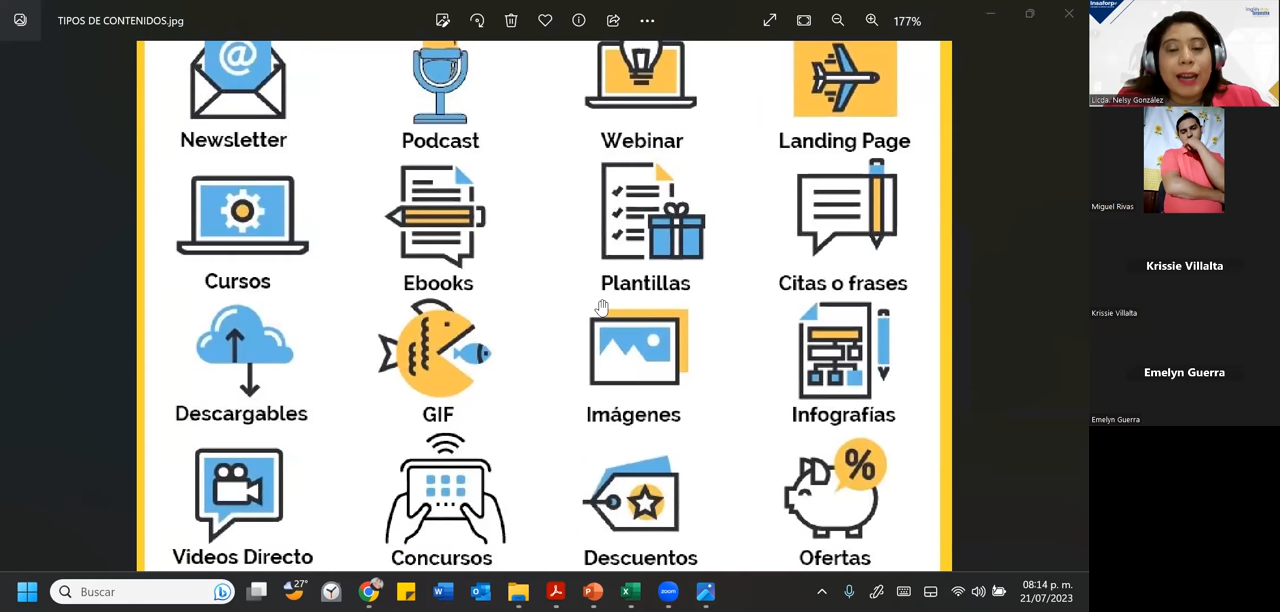 TIPOS DE CONTENIDOS.jpg
177%
Insaforp
Licda. Nelsy González
Newsletter
Podcast
Webinar
Landing Page
Miguel Rivas
Cursos
Ebooks
Plantillas
Citas o frases
Krissie Villalta
Krissie Villalta
Descargables
GIF
Imágenes
Infografías
Emelyn Guerra
Emelyn Guerra
%
Videos Directo
Concursos
Descuentos
Ofertas
Buscar
27°
zoom
08:14 p. m.
21/07/2023